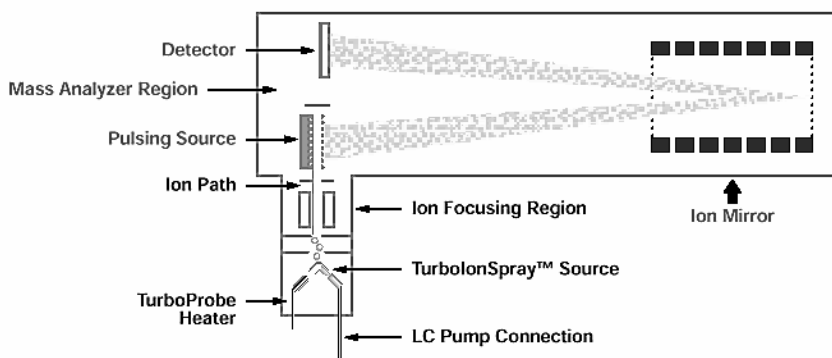 Detector
Mass Analyzer Region
Pulsing Source
Ion Path
Ion Focusing Region
Ion Mirror
TurboIonSpray™ Source
TurboProbe
Heater
LC Pump Connection